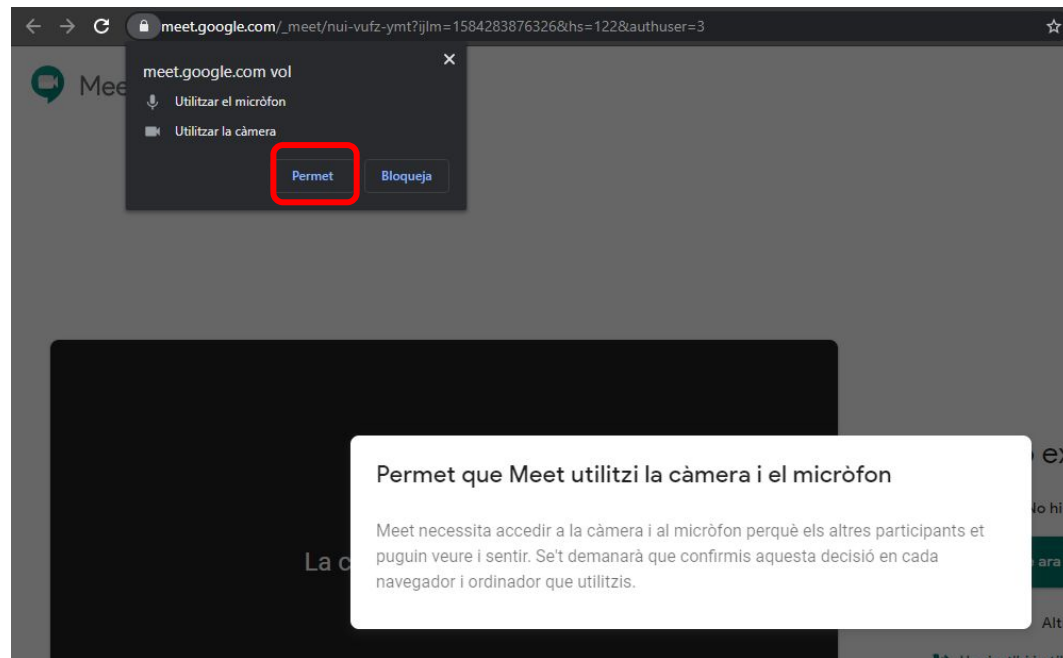 meet.google.com/_meet/nui-vufz-ymt?ijlm=1584283876326&hs=122&authuser=3
meet.google.com vol
Utilitzar el micròfon
Utilitzar la càmera
Permet
Bloqueja
Permet que Meet utilitzi la càmera i el micròfon
Meet necessita accedir a la càmera i al micròfon perquè els altres participants et
puguin veure i sentir. Se't demanarà que confirmis aquesta decisió en cada
navegador i ordinador que utilitzis.
La c
ara
Alt